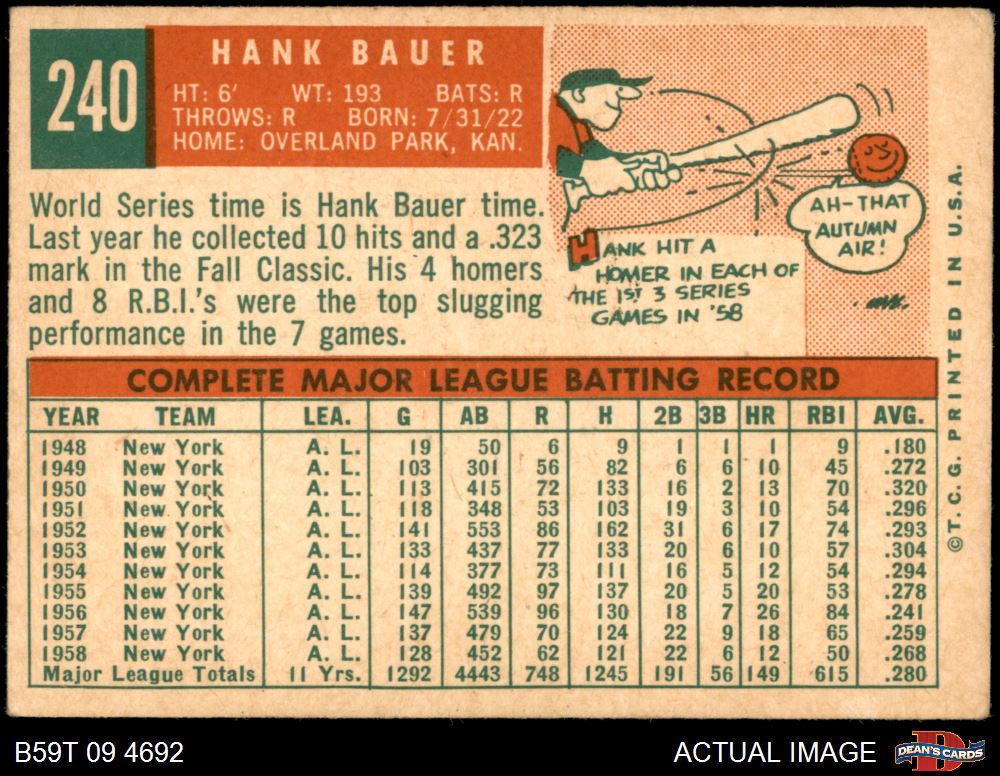 240
HANK BAUER
HT: 6' WT: 193 BATS: R
THROWS: R BORN: 7/31/22
HOME: OVERLAND PARK, KAN.
World Series time is Hank Bauer time.
Last year he collected 10 hits and a .323
mark in the Fall Classic. His 4 homers
and 8 R.B.I.'s were the top slugging
performance in the 7 games.
AH-THAT
AUTUMN
AIR!
HANK HIT A
HOMER IN EACH OF
THE 1ST 3 SERIES
GAMES IN '58
COMPLETE MAJOR LEAGUE BATTING RECORD
YEAR TEAM LEA. G AB R H 2B 3B HR RBI AVG.
1948 New York A. L. 19 50 6 9 1 1 1 9 .180
1949 New York A. L. 103 301 56 82 6 6 10 45 .272
1950 New York A. L. 113 415 72 133 16 2 13 70 .320
1951 New York A. L. 118 348 53 103 19 3 10 54 .296
1952 New York A. L. 141 553 86 162 31 6 17 74 .293
1953 New York A. L. 133 437 77 133 20 6 10 57 .304
1954 New York A. L. 114 377 73 111 16 5 12 54 .294
1955 New York A. L. 139 492 97 137 20 5 20 53 .278
1956 New York A. L. 147 539 96 130 18 7 26 84 .241
1957 New York A. L. 137 479 70 124 22 9 18 65 .259
1958 New York A. L. 128 452 62 121 22 6 12 50 .268
Major League Totals 11 Yrs. 1292 4443 748 1245 191 56 149 615 .280
© T. C. G. PRINTED IN U.S.A.
B59T 09 4692
ACTUAL IMAGE
DEAN'S CARDS